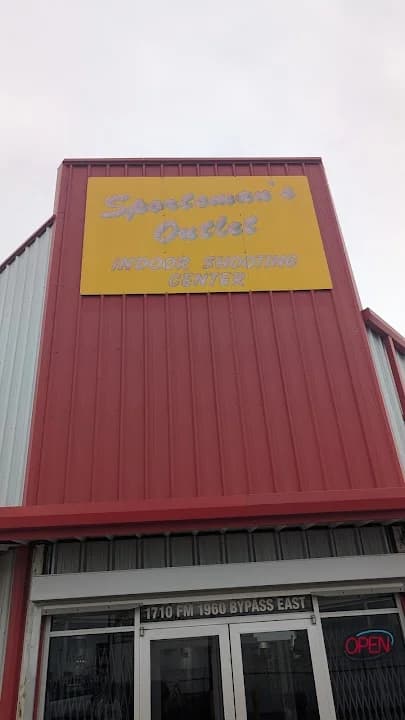 Sportsman's
Outlet
INDOOR SHOOTING
CENTER
1710 FM 1960 BYPASS EAST
OPEN